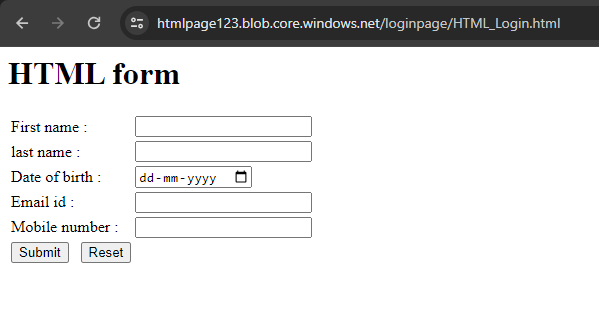 htmlpage123.blob.core.windows.net/loginpage/HTML_Login.html
HTML form
First name :
last name :
Date of birth : dd-mm-yyyy
Email id :
Mobile number :
Submit Reset